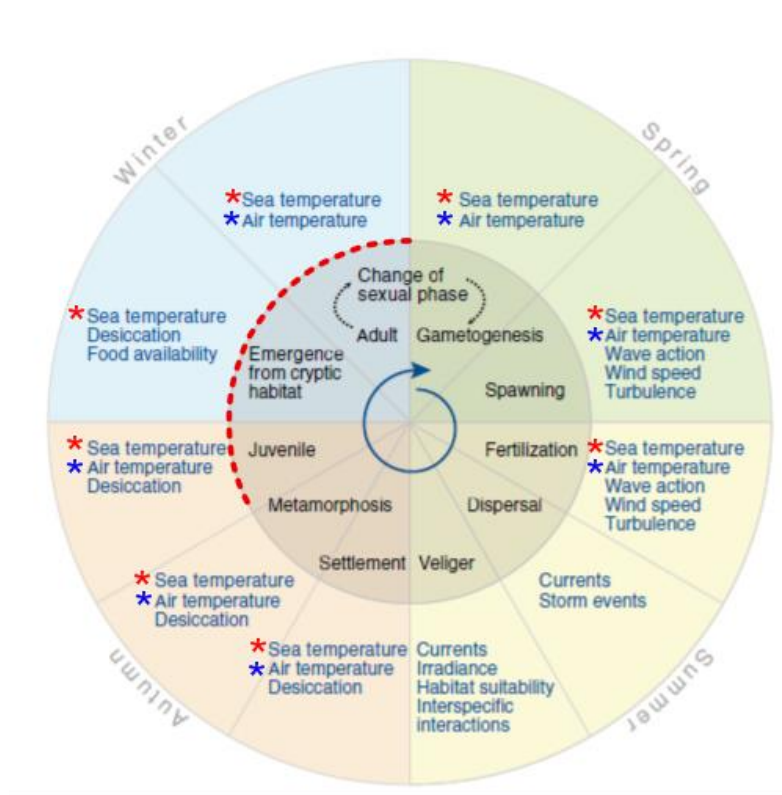 Winter
Spring
*Sea temperature
*Air temperature
* Sea temperature
* Air temperature
Change of
sexual phase
Adult
Gametogenesis
*Sea temperature
Desiccation
Food availability
Emergence
from cryptic
habitat
Spawning
*Sea temperature
*Air temperature
Wave action
Wind speed
Turbulence
*Sea temperature
*Air temperature
Desiccation
Juvenile
Fertilization
*Sea temperature
*Air temperature
Wave action
Wind speed
Turbulence
Metamorphosis
Dispersal
Settlement
Veliger
*Sea temperature
*Air temperature
Desiccation
Currents
Storm events
*Sea temperature
*Air temperature
Desiccation
Currents
Irradiance
Habitat suitability
Interspecific
interactions
Autumn
Summer